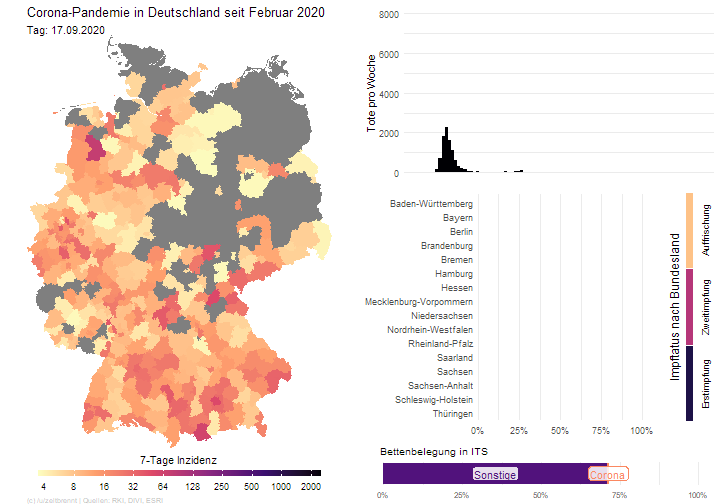 Corona-Pandemie in Deutschland seit Februar 2020
Tag: 17.09.2020
7-Tage Inzidenz
4 8 16 32 64 128 250 500 1000 2000
(c) /u/zeitbrennt | Quellen: RKI, DIVI, ESRI
Tote pro Woche
8000
6000
4000
2000
0
Baden-Württemberg
Bayern
Berlin
Brandenburg
Bremen
Hamburg
Hessen
Mecklenburg-Vorpommern
Niedersachsen
Nordrhein-Westfalen
Rheinland-Pfalz
Saarland
Sachsen
Sachsen-Anhalt
Schleswig-Holstein
Thüringen
0% 25% 50% 75% 100%
Impfstatus nach Bundesland
Auffrischung
Zweitimpfung
Erstimpfung
Bettenbelegung in ITS
Sonstige Corona
0% 25% 50% 75% 100%